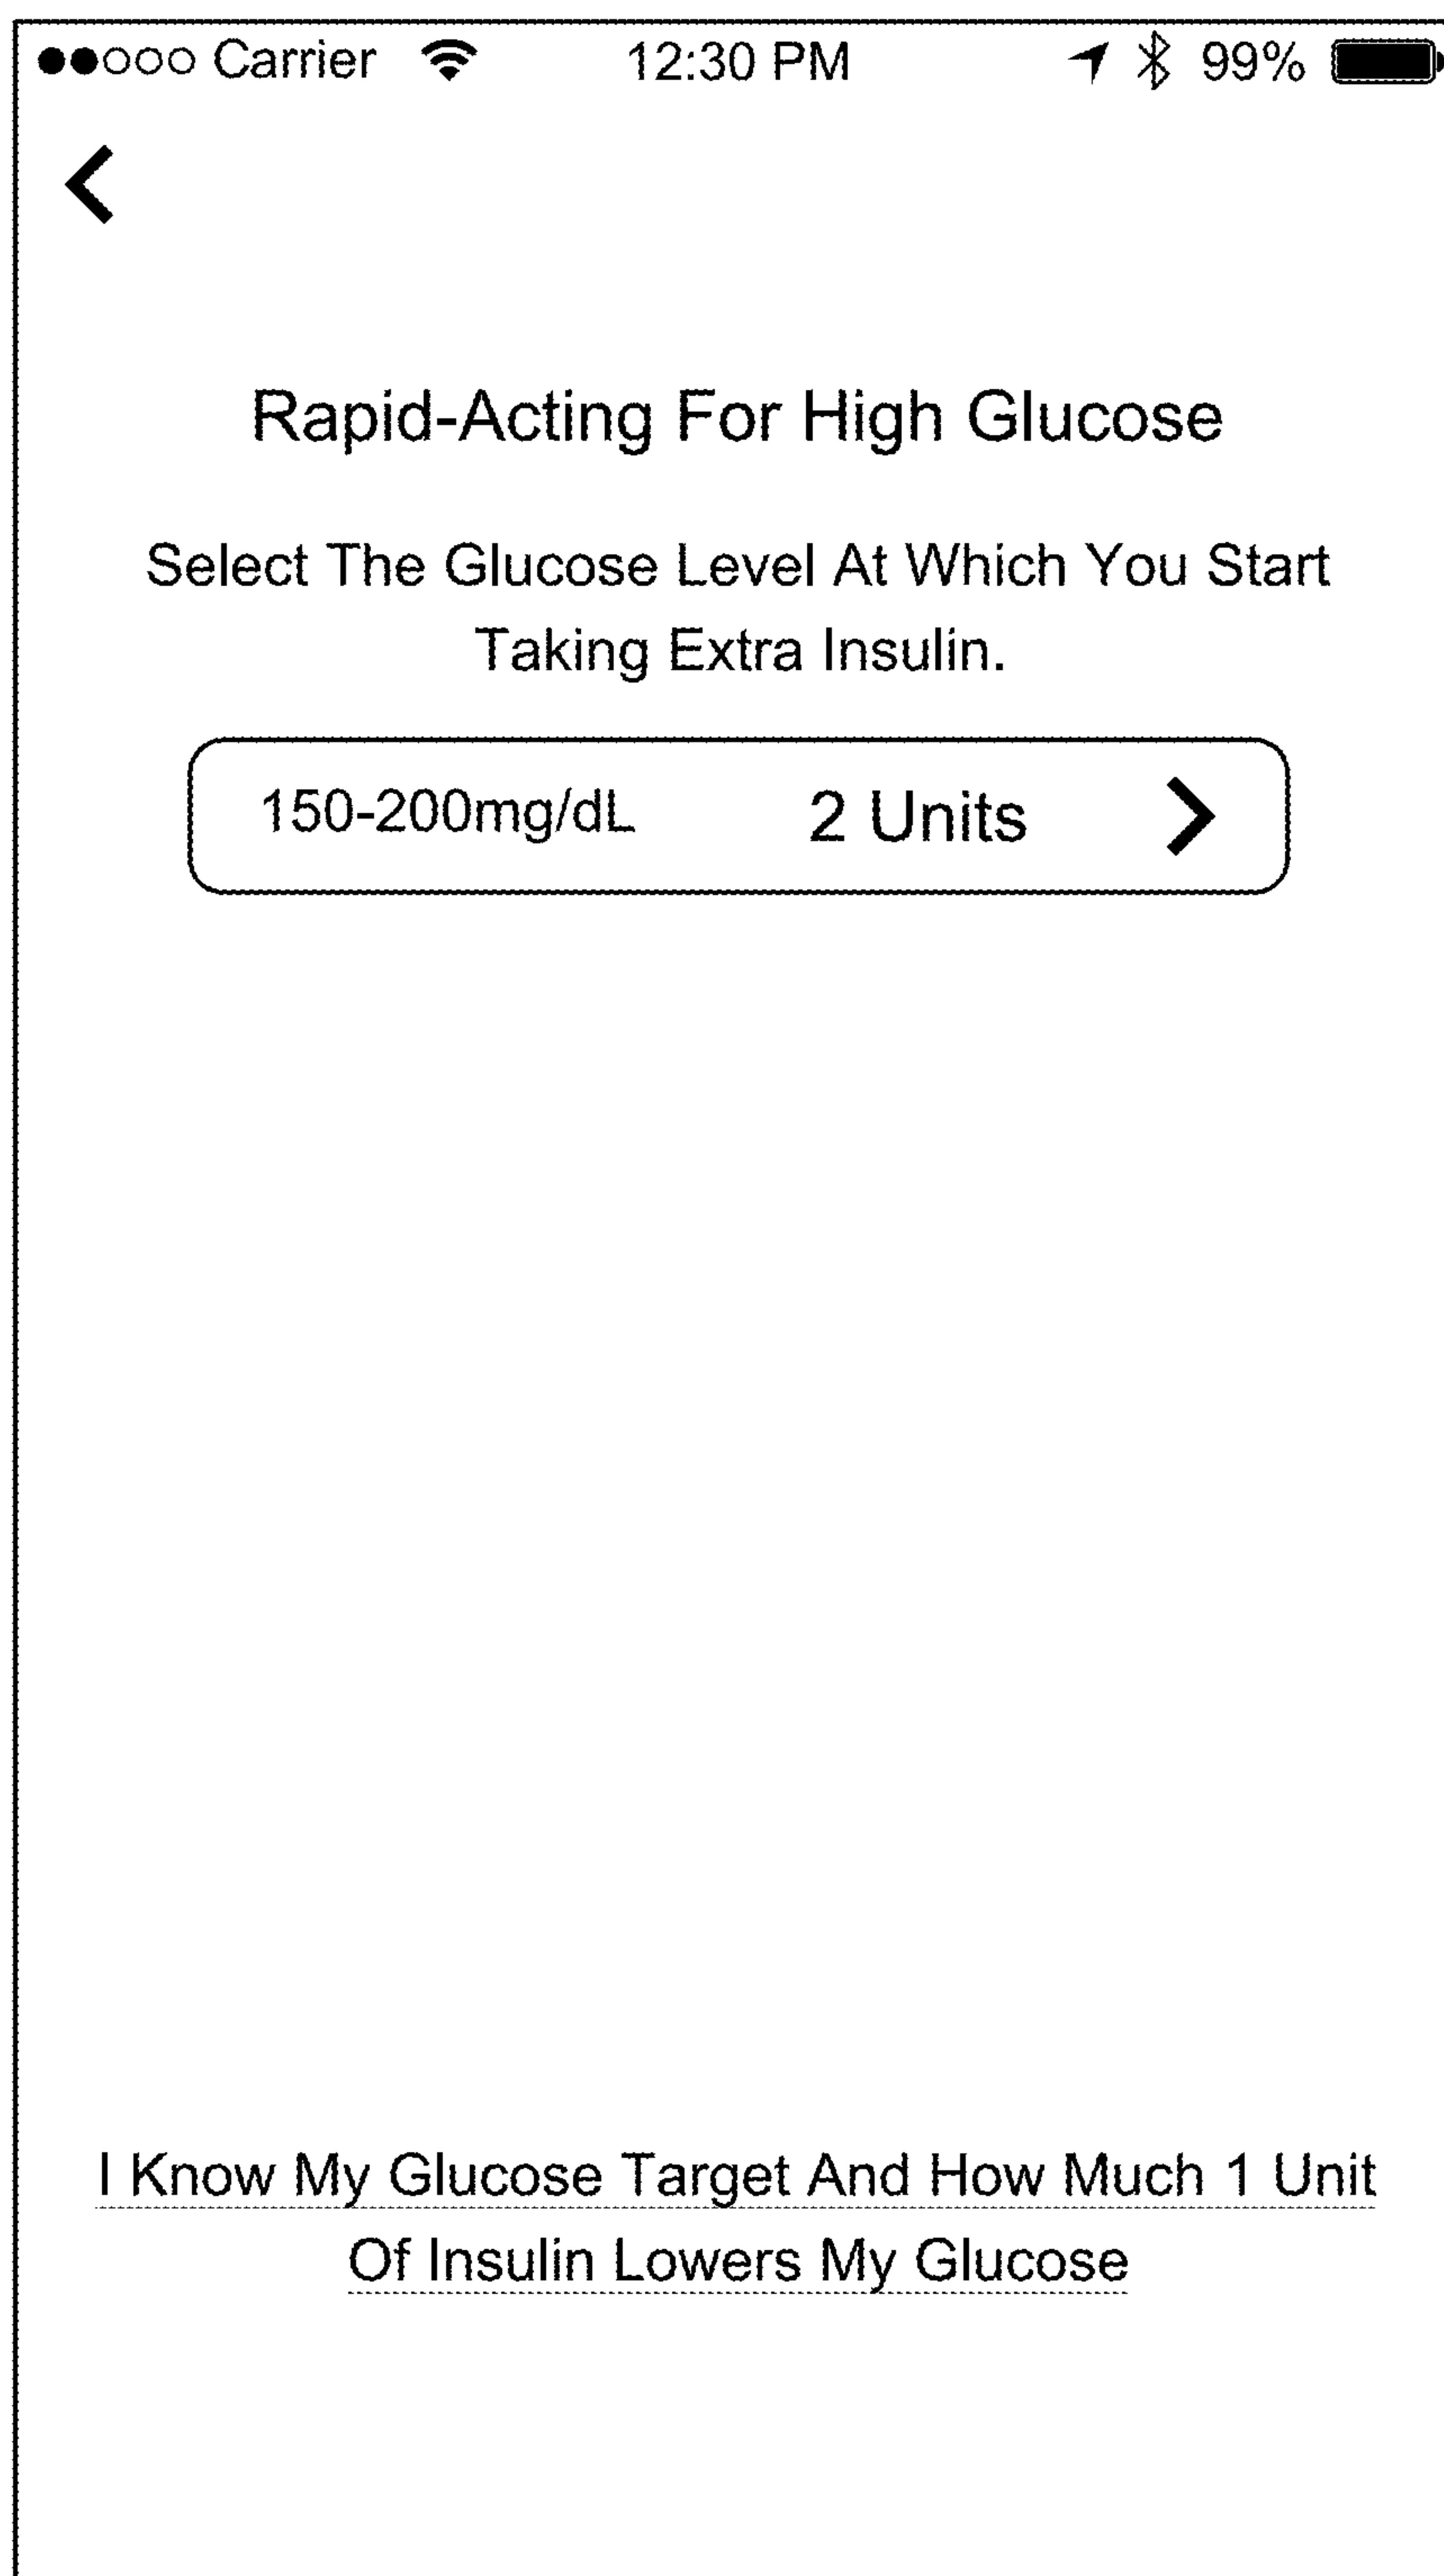 Carrier 12:30 PM 99%
Rapid-Acting For High Glucose
Select The Glucose Level At Which You Start
Taking Extra Insulin.
150-200mg/dL 2 Units
I Know My Glucose Target And How Much 1 Unit
Of Insulin Lowers My Glucose